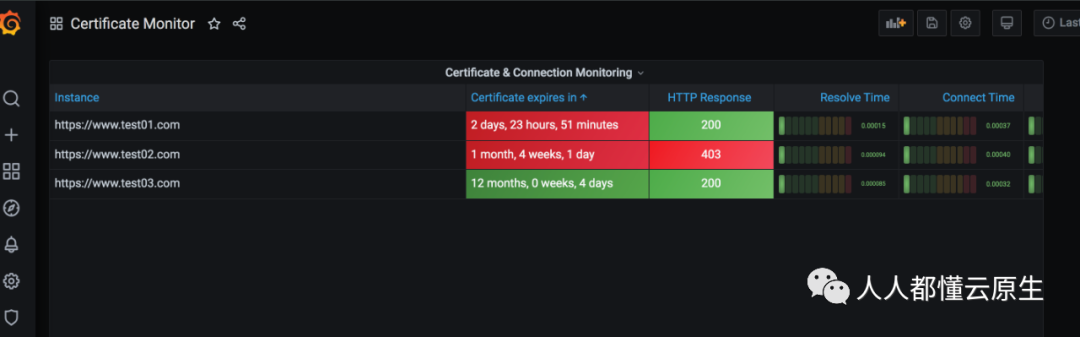 Certificate Monitor
Last
Certificate & Connection Monitoring
Instance Certificate expires in ↑ HTTP Response Resolve Time Connect Time
https://www.test01.com 2 days, 23 hours, 51 minutes 200 0.00015 0.00037
https://www.test02.com 1 month, 4 weeks, 1 day 403 0.000094 0.00040
https://www.test03.com 12 months, 0 weeks, 4 days 200 0.00032
人人都懂云原生